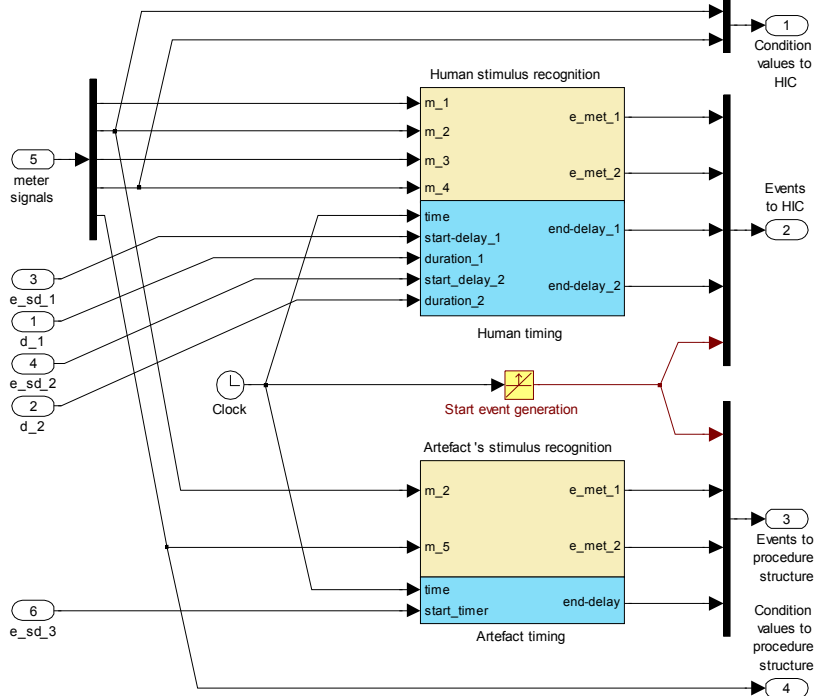 1
Condition
values to
HIC
Human stimulus recognition
m_1
m_2
m_3
m_4
e_met_1
e_met_2
5
meter
signals
time
start-delay_1
duration_1
start_delay_2
duration_2
end-delay_1
end-delay_2
Human timing
Events
to HIC
2
3
e_sd_1
1
d_1
4
e_sd_2
2
d_2
Clock
Start event generation
Artefact 's stimulus recognition
m_2
m_5
e_met_1
e_met_2
time
start_timer
end-delay
Artefact timing
6
e_sd_3
3
Events to
procedure
structure
Condition
values to
procedure
structure
4